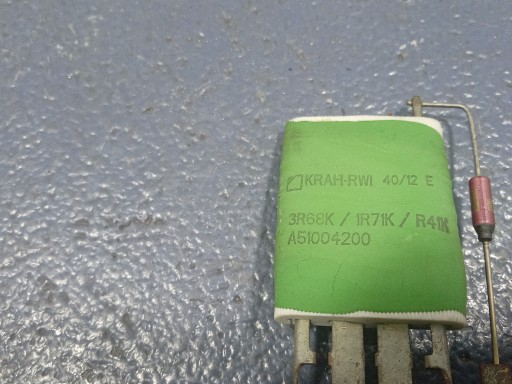 KRAH-RWI 40/12 E
3R68K / 1R71K / R41K
A51004200